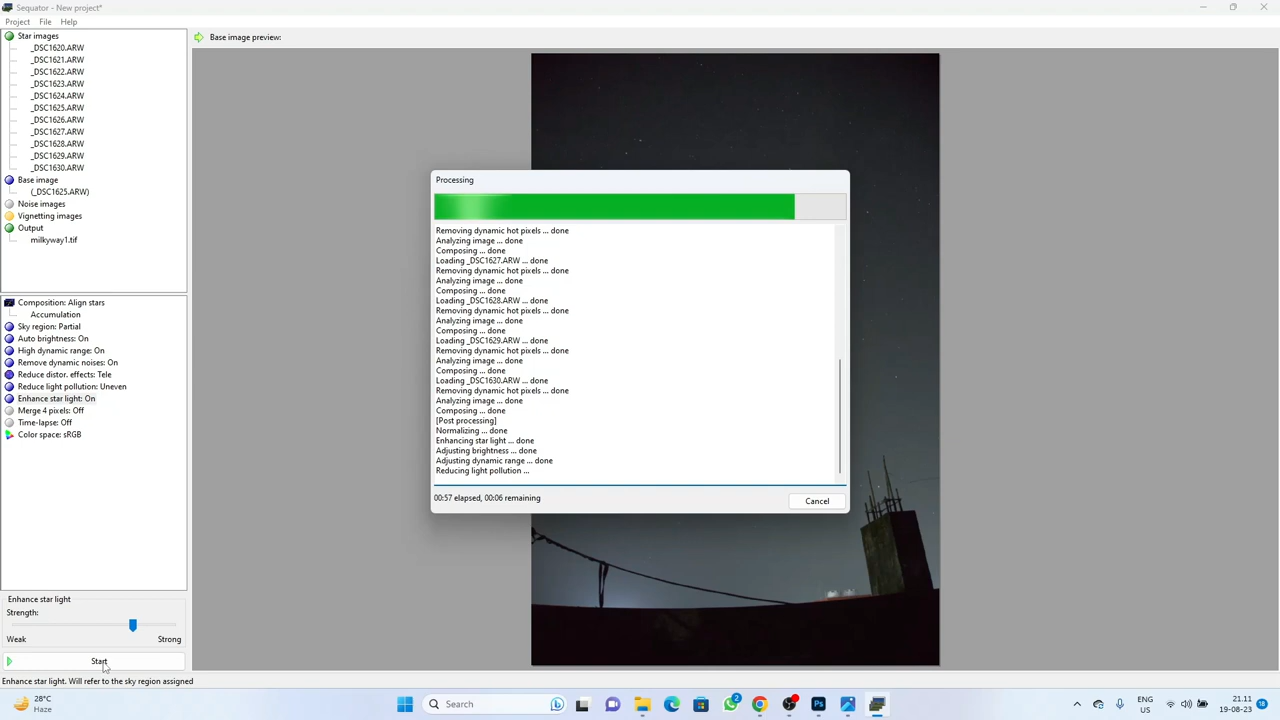 Sequator - New project*
Project File Help
Star images
_DSC1620.ARW
_DSC1621.ARW
_DSC1622.ARW
_DSC1623.ARW
_DSC1624.ARW
_DSC1625.ARW
_DSC1626.ARW
_DSC1627.ARW
_DSC1628.ARW
_DSC1629.ARW
_DSC1630.ARW
Base image
(_DSC1625.ARW)
Noise images
Vignetting images
Output
milkyway1.tif
Composition: Align stars
Accumulation
Sky region: Partial
Auto brightness: On
High dynamic range: On
Remove dynamic noises: On
Reduce distor. effects: Tele
Reduce light pollution: Uneven
Enhance star light: On
Merge 4 pixels: Off
Time-lapse: Off
Color space: sRGB
Enhance star light
Strength:
Weak Strong
Start
Enhance star light. Will refer to the sky region assigned
Base image preview:
Processing
Removing dynamic hot pixels ... done
Analyzing image ... done
Composing ... done
Loading _DSC1627.ARW ... done
Removing dynamic hot pixels ... done
Analyzing image ... done
Composing ... done
Loading _DSC1628.ARW ... done
Removing dynamic hot pixels ... done
Analyzing image ... done
Composing ... done
Loading _DSC1629.ARW ... done
Removing dynamic hot pixels ... done
Analyzing image ... done
Composing ... done
Loading _DSC1630.ARW ... done
Removing dynamic hot pixels ... done
Analyzing image ... done
Composing ... done
[Post processing]
Normalizing ... done
Enhancing star light ... done
Adjusting brightness ... done
Adjusting dynamic range ... done
Reducing light pollution ...
00:57 elapsed, 00:06 remaining
Cancel
28°C
Haze
Search
2
Ps
ENG
US
21.11
19-08-23
18